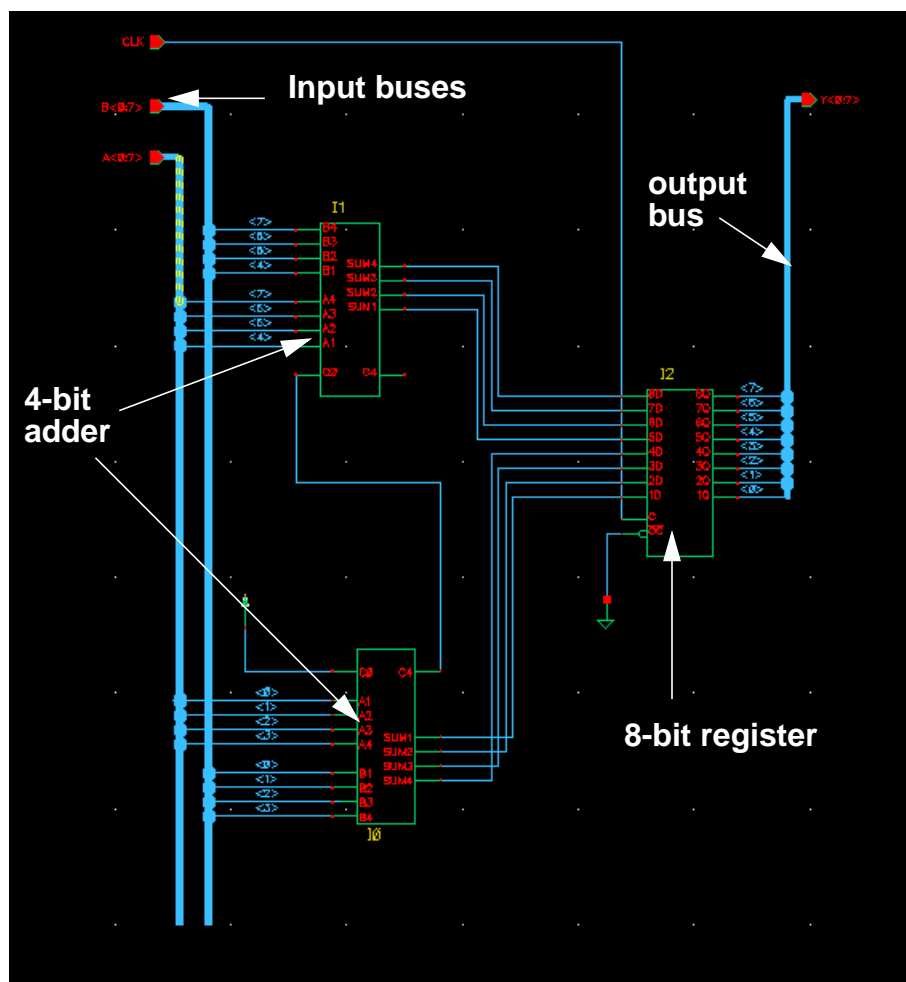 CLK
Input buses
B<0:7>
Y<0:7>
A<0:7>
output
bus
I1
<7> B4
<6> B3
<5> B2
<4> B1
SUM4
SUM3
SUM2
SUM1
<7> A4
<6> A3
<5> A2
<4> A1
C0 C4
4-bit
adder
I2
8D 8Q <7>
7D 7Q <6>
6D 6Q <5>
5D 5Q <4>
4D 4Q <3>
3D 3Q <2>
2D 2Q <1>
1D 1Q <0>
C
OC
C0 C4
<0> A1
<1> A2
<2> A3
<3> A4
SUM1
SUM2
SUM3
SUM4
<0> B1
<1> B2
<2> B3
<3> B4
I0
8-bit register